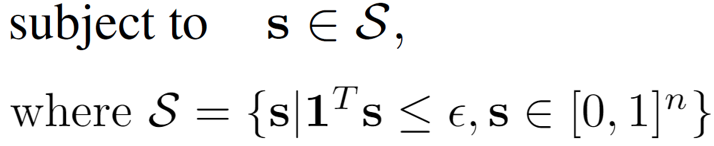 subject to s ∈ 𝒮,
where 𝒮 = {s|1ᵀs ≤ ϵ, s ∈ [0, 1]ⁿ}